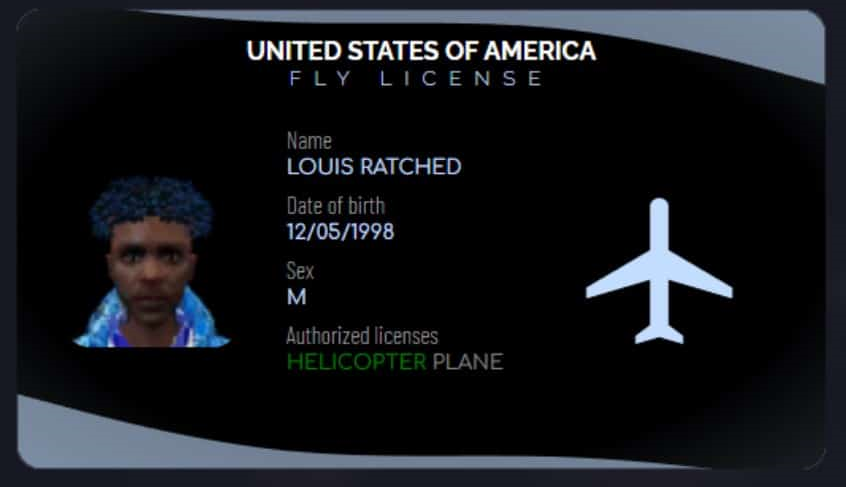 UNITED STATES OF AMERICA
FLY LICENSE
Name
LOUIS RATCHED
Date of birth
12/05/1998
Sex
M
Authorized licenses
HELICOPTER PLANE